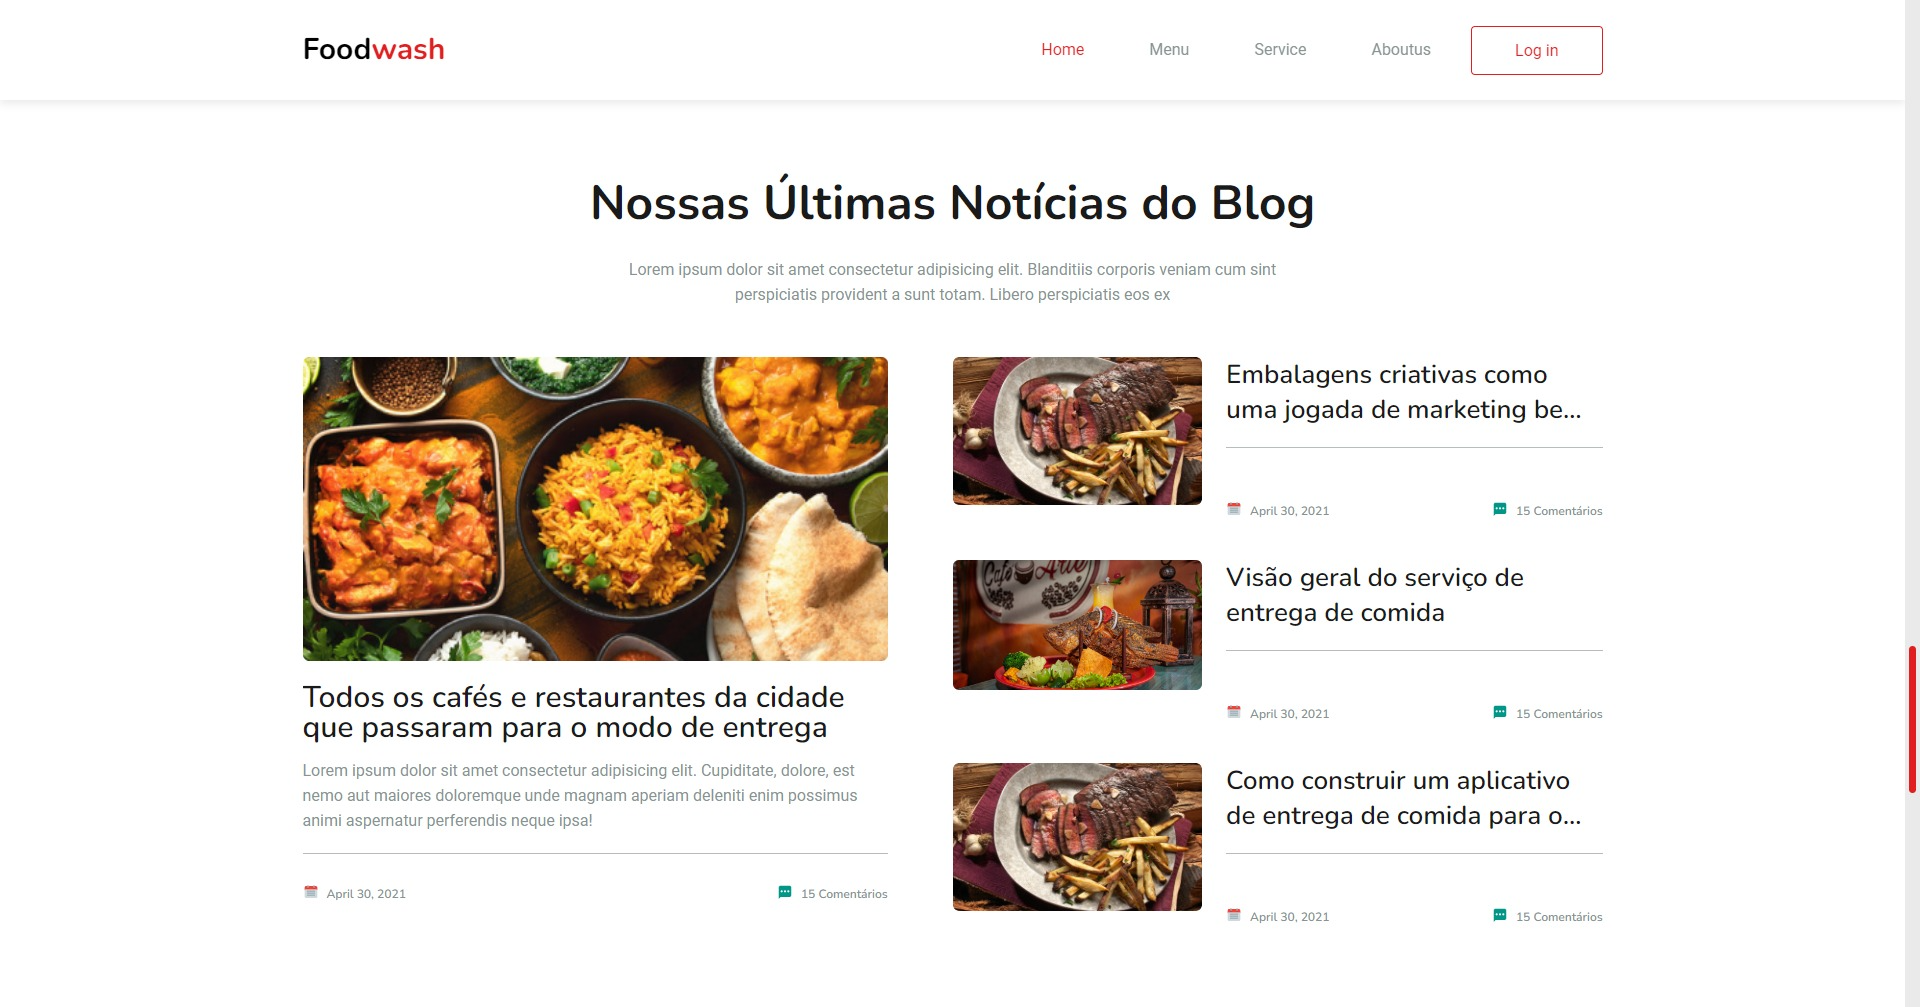 Foodwash
Home
Menu
Service
Aboutus
Log in
Nossas Últimas Notícias do Blog
Lorem ipsum dolor sit amet consectetur adipisicing elit. Blanditiis corporis veniam cum sint
perspiciatis provident a sunt totam. Libero perspiciatis eos ex
Todos os cafés e restaurantes da cidade
que passaram para o modo de entrega
Lorem ipsum dolor sit amet consectetur adipisicing elit. Cupiditate, dolore, est
nemo aut maiores doloremque unde magnam aperiam deleniti enim possimus
animi aspernatur perferendis neque ipsa!
April 30, 2021
15 Comentários
Embalagens criativas como
uma jogada de marketing be...
April 30, 2021
15 Comentários
Café Arte
Visão geral do serviço de
entrega de comida
April 30, 2021
15 Comentários
Como construir um aplicativo
de entrega de comida para o...
April 30, 2021
15 Comentários